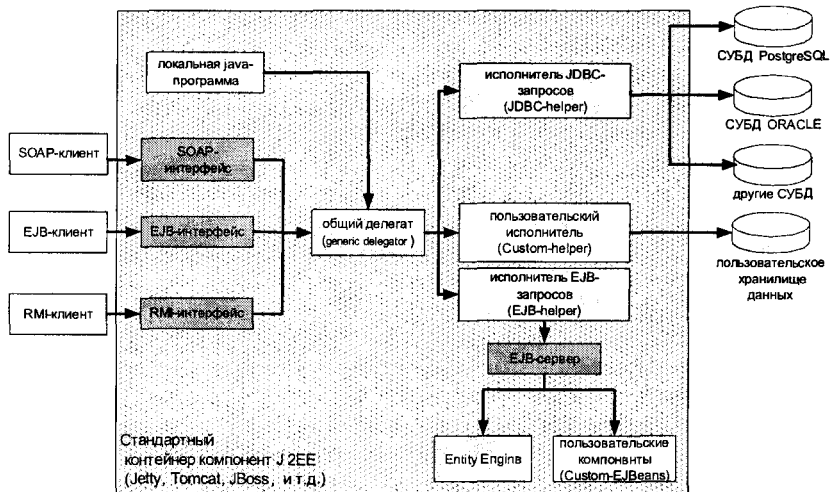 локальная java-
программа
исполнитель JDBC-
запросов
(JDBC-helper)
СУБД PostgreSQL
СУБД ORACLE
другие СУБД
SOAP-клиент
SOAP-
интерфейс
EJB-клиент
EJB-интерфейс
общий делегат
(generic delegator)
пользовательский
исполнитель
(Custom-helper)
пользовательское
хранилище
данных
исполнитель EJB-
запросов
(EJB-helper)
RMI-клиент
RMI-интерфейс
EJB-сервер
Entity Engine
пользовательские
компоненты
(Custom-EJBeans)
Стандартный
контейнер компонент J2EE
(Jetty, Tomcat, JBoss, и т.д.)